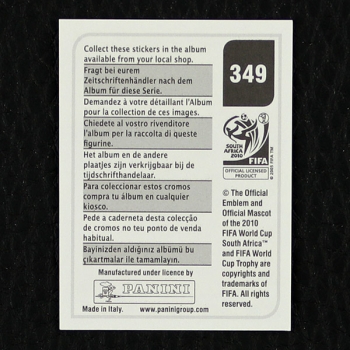 Collect these stickers in the album
available from your local shop.
Fragt bei eurem
Zeitschriftenhändler nach dem
Album für diese Serie.
Demandez à votre détaillant l'Album
pour la collection de ces images.
Chiedete al vostro rivenditore
l'album per la raccolta di queste
figurine.
Het album en de andere
plaatjes zijn verkrijgbaar bij de
tijdschrifthandelaar.
Para coleccionar estos cromos
compra tu álbum en cualquier
kiosco.
Pede a caderneta desta colecção
de cromos no teu ponto de venda
habitual.
Bayinizden aldığınız albümü bu
çıkartmalar ile tamamlayın.
Manufactured under licence by
PANINI
Made in Italy. www.paninigroup.com
349
SOUTH AFRICA
2010
FIFA
© 2005 FIFA TM
OFFICIAL LICENSED
PRODUCT
© The Official
Emblem and
Official Mascot
of the 2010
FIFA World Cup
South Africa™
and FIFA World
Cup Trophy are
copyrights and
trademarks of
FIFA. All rights
reserved.